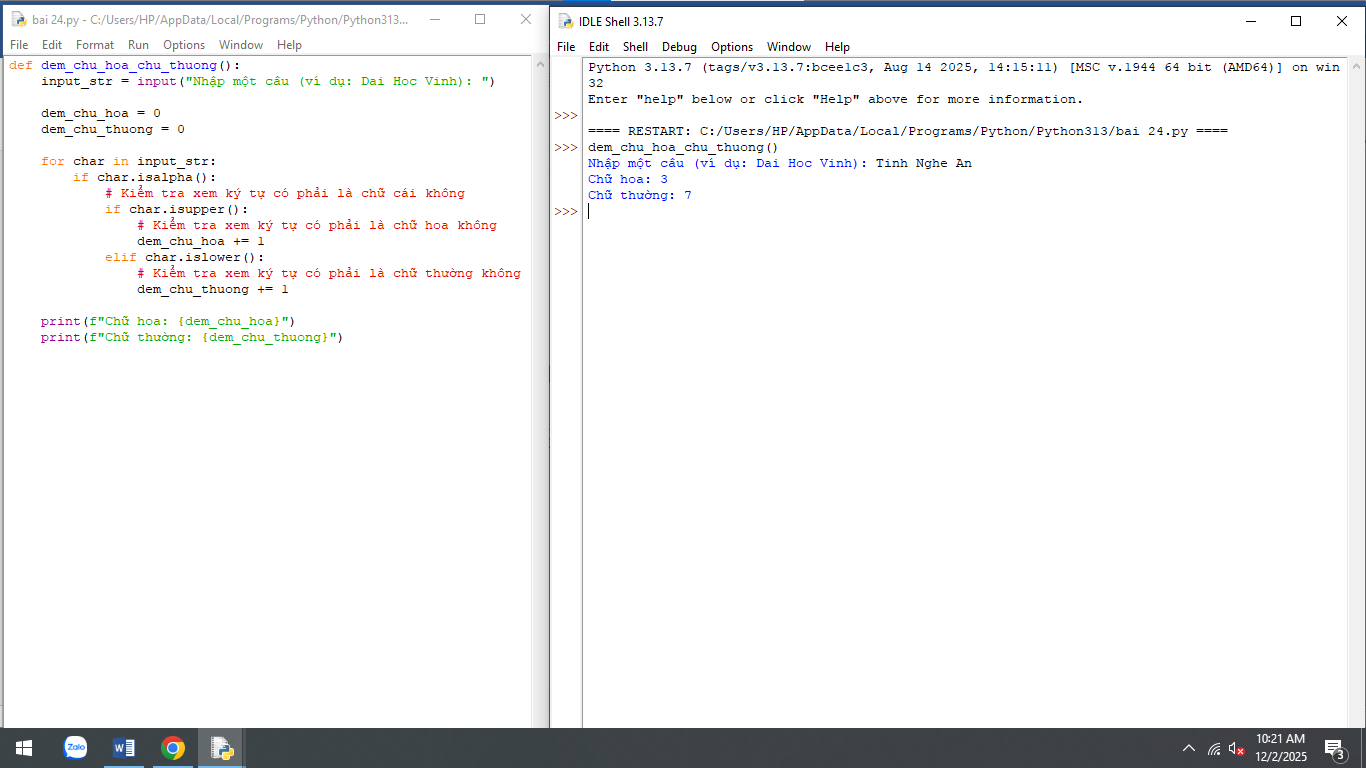 bai 24.py - C:/Users/HP/AppData/Local/Programs/Python/Python313...
File Edit Format Run Options Window Help
def dem_chu_hoa_chu_thuong():
    input_str = input("Nhập một câu (ví dụ: Dai Hoc Vinh): ")
    dem_chu_hoa = 0
    dem_chu_thuong = 0
    for char in input_str:
        if char.isalpha():
            # Kiểm tra xem ký tự có phải là chữ cái không
            if char.isupper():
                # Kiểm tra xem ký tự có phải là chữ hoa không
                dem_chu_hoa += 1
            elif char.islower():
                # Kiểm tra xem ký tự có phải là chữ thường không
                dem_chu_thuong += 1
    print(f"Chữ hoa: {dem_chu_hoa}")
    print(f"Chữ thường: {dem_chu_thuong}")
IDLE Shell 3.13.7
File Edit Shell Debug Options Window Help
Python 3.13.7 (tags/v3.13.7:bcee1c3, Aug 14 2025, 14:15:11) [MSC v.1944 64 bit (AMD64)] on win
32
Enter "help" below or click "Help" above for more information.
>>>
==== RESTART: C:/Users/HP/AppData/Local/Programs/Python/Python313/bai 24.py ====
>>> dem_chu_hoa_chu_thuong()
Nhập một câu (ví dụ: Dai Hoc Vinh): Tinh Nghe An
Chữ hoa: 3
Chữ thường: 7
>>>
Zalo
10:21 AM
12/2/2025
3